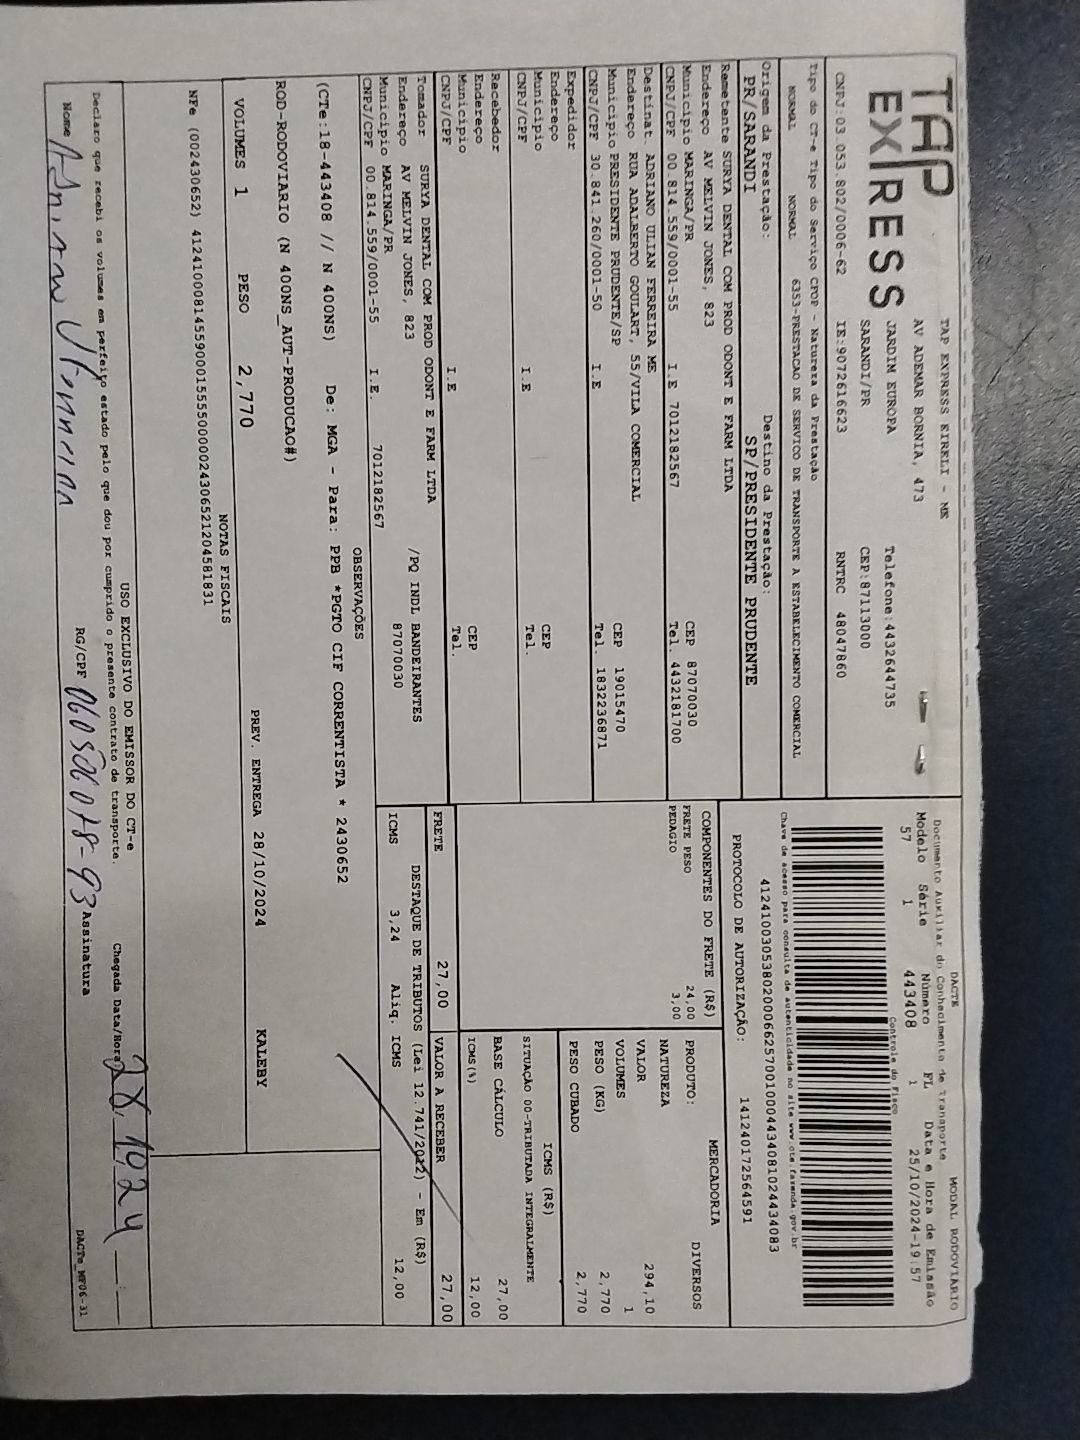 TAP
EXPRESS
TAP EXPRESS EIRELI - ME
AV ADEMAR BORNIA, 473
JARDIM EUROPA Telefone:4432644735
SARANDI/PR CEP:87113000
CNPJ:03.053.802/0006-62 IE:9072616623 RNTRC 48047860
DACTE
Documento Auxiliar do Conhecimento de transporte MODAL RODOVIARIO
Modelo Série Número FL Data e Hora de Emissão
57 1 443408 1 25/10/2024-19:57
Controle do Fisco
Chave de acesso para consulta de autenticidade no site www.cte.fazenda.gov.br
41241003053802000662570010004434081024434083
PROTOCOLO DE AUTORIZAÇÃO: 141240172564591
Tipo do CT-e Tipo do Serviço CFOP - Natureza da Prestação
NORMAL NORMAL 6353-PRESTACAO DE SERVICO DE TRANSPORTE A ESTABELECIMENTO COMERCIAL
Origem da Prestação: Destino da Prestação:
PR/SARANDI SP/PRESIDENTE PRUDENTE
Remetente SURYA DENTAL COM PROD ODONT E FARM LTDA
Endereço AV MELVIN JONES, 823
Município MARINGA/PR CEP 87070030
CNPJ/CPF 00.814.559/0001-55 I.E 7012182567 Tel. 4432181700
Destinat. ADRIANO ULIAN FERREIRA ME
Endereço RUA ADALBERTO GOULART, 55/VILA COMERCIAL
Município PRESIDENTE PRUDENTE/SP CEP 19015470
CNPJ/CPF 30.841.260/0001-50 I.E Tel. 1832236871
Expedidor
Endereço
Município CEP
CNPJ/CPF I.E Tel.
Recebedor
Endereço
Município CEP
CNPJ/CPF I.E Tel.
Tomador SURYA DENTAL COM PROD ODONT E FARM LTDA
Endereço AV MELVIN JONES, 823 /PQ INDL BANDEIRANTES
Município MARINGA/PR 87070030
CNPJ/CPF 00.814.559/0001-55 I.E. 7012182567
COMPONENTES DO FRETE (R$)
FRETE PESO 24,00
PEDAGIO 3,00
MERCADORIA
PRODUTO: DIVERSOS
NATUREZA
VALOR 294,10
VOLUMES 1
PESO (KG) 2,770
PESO CUBADO 2,770
ICMS (R$)
SITUAÇÃO 00-TRIBUTADA INTEGRALMENTE
BASE CÁLCULO 27,00
ICMS(%) 12,00
FRETE 27,00 VALOR A RECEBER 27,00
DESTAQUE DE TRIBUTOS (Lei 12.741/2012) - Em (R$)
ICMS 3,24 Aliq. ICMS 12,00
OBSERVAÇÕES
(CTe:18-443408 // N 400NS) De: MGA - Para: PPB *PGTO CIF CORRENTISTA * 2430652
ROD-RODOVIARIO (N 400NS_AUT-PRODUCAO#)
VOLUMES 1 PESO 2,770 PREV. ENTREGA 28/10/2024 KALEBY
NOTAS FISCAIS
NFe (002430652) 41241000814559000155550000024306521204581831
USO EXCLUSIVO DO EMISSOR DO CT-e
Declaro que recebi os volumes em perfeito estado pelo que dou por cumprido o presente contrato de transporte. Chegada Data/Hora 28, 10, 24 __:__
Nome RG/CPF Assinatura
DACTe_MF06-31